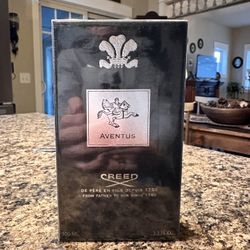 AVENTUS
CREED
DE PÈRE EN FILS DEPUIS 1760
FROM FATHER TO SON SINCE 1760